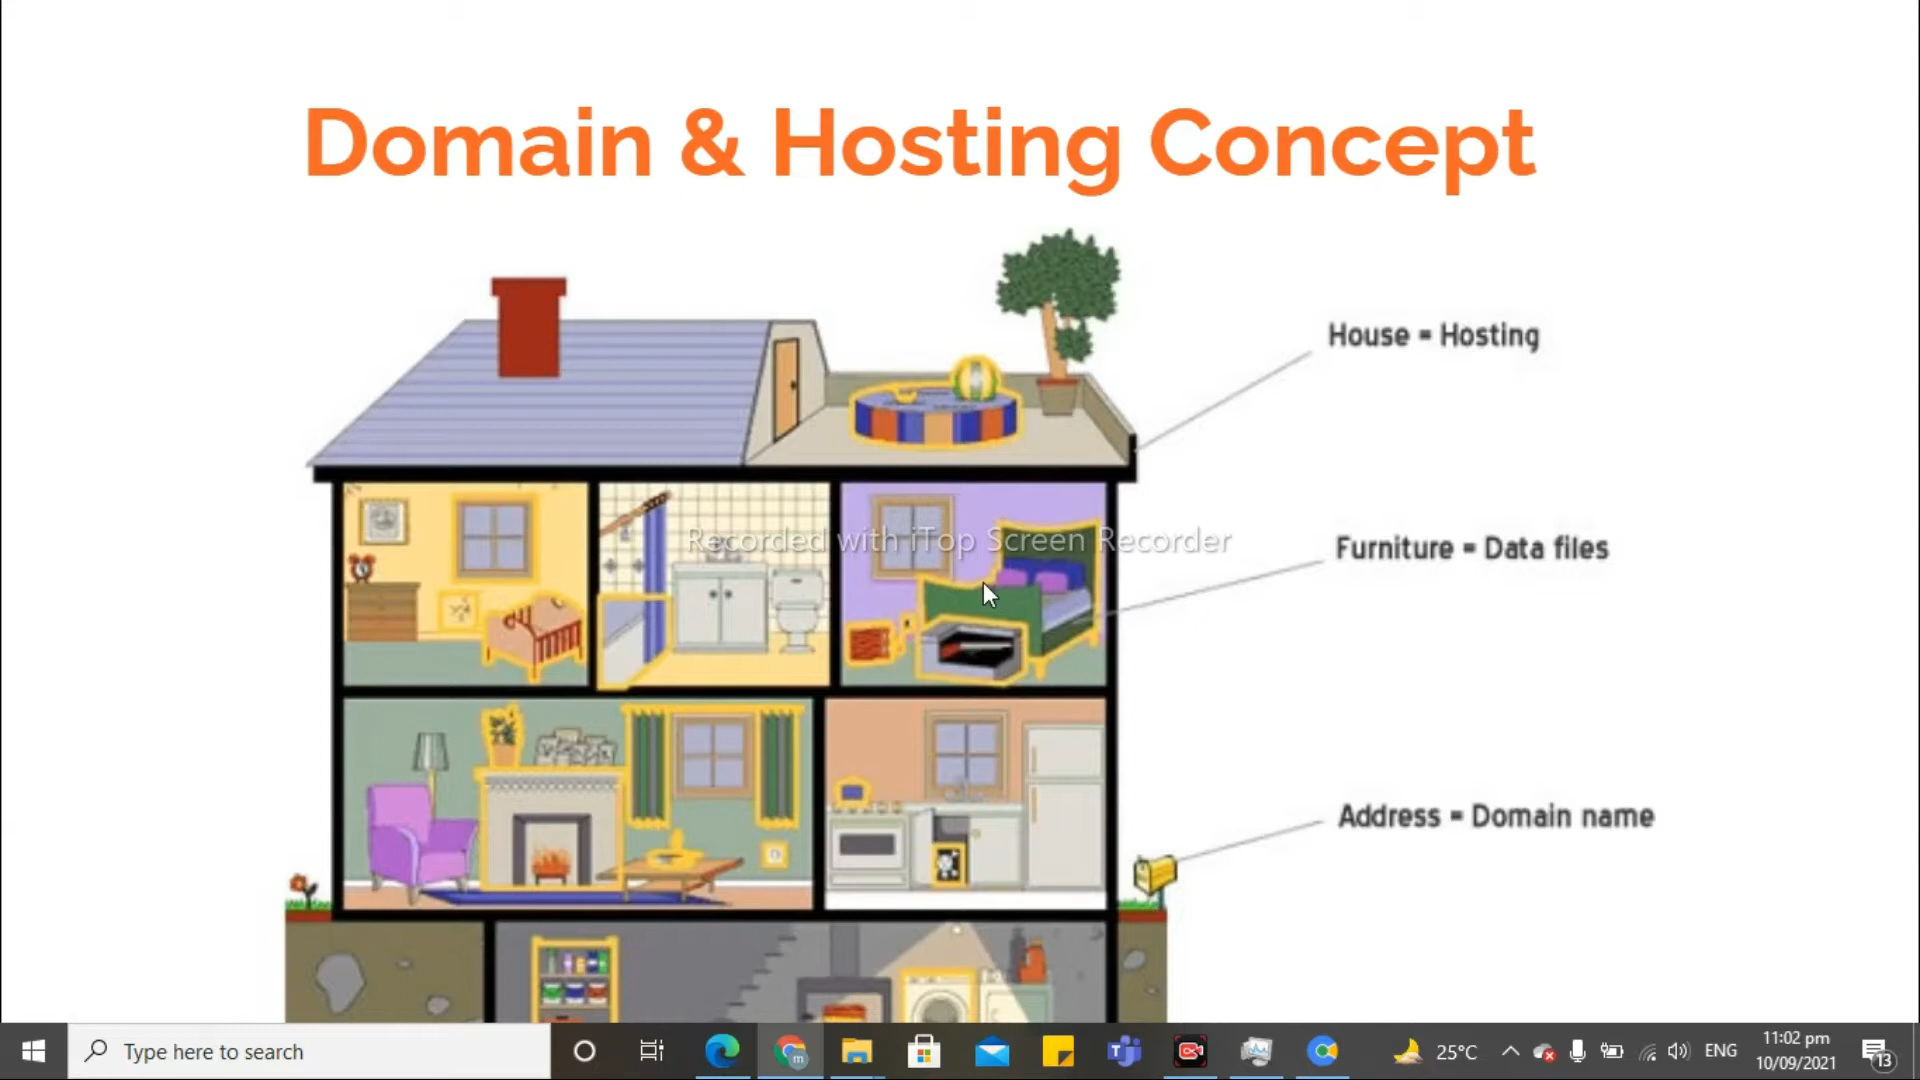 Domain & Hosting Concept
House = Hosting
Recorded with iTop Screen Recorder
Furniture = Data files
Address = Domain name
Type here to search
25°C
ENG
11:02 pm
10/09/2021
13